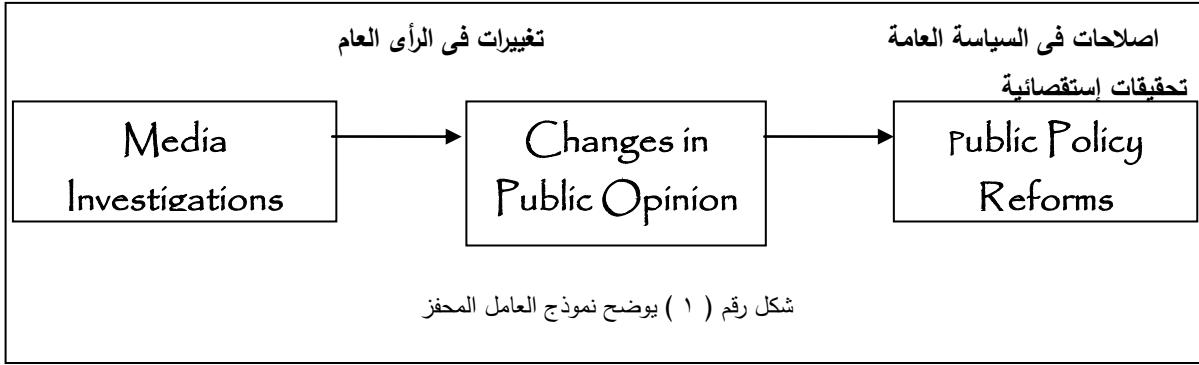 اصلاحات فى السياسة العامة
تغييرات فى الرأى العام
تحقيقات إستقصائية
Media
Investigations
Changes in
Public Opinion
Public Policy
Reforms
شكل رقم ( ١ ) يوضح نموذج العامل المحفز